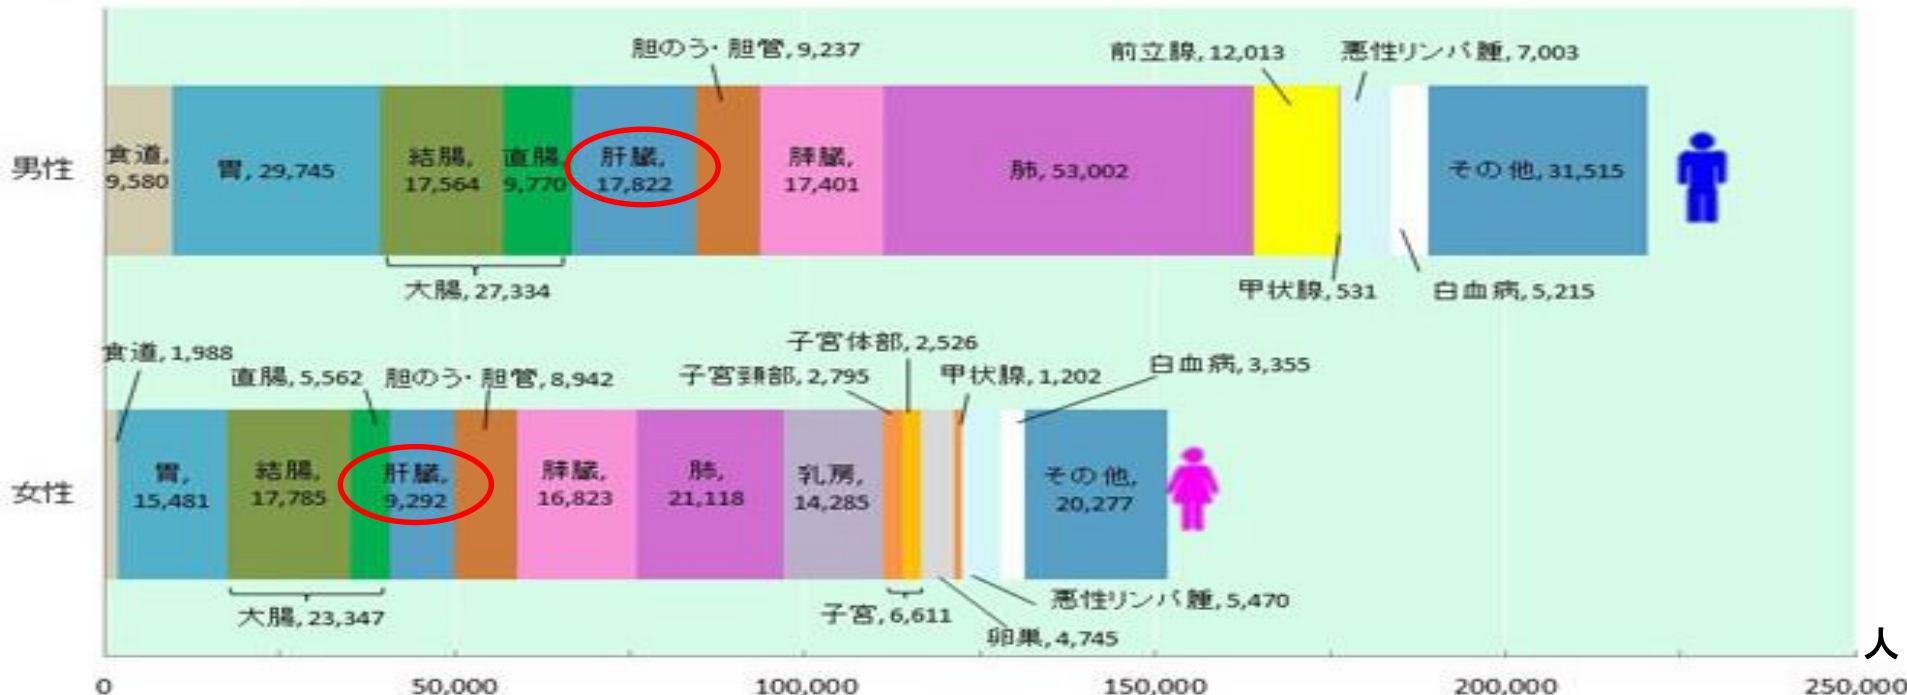 胆のう・胆管, 9,237
前立腺, 12,013
悪性リンパ腫, 7,003
男性
食道,
9,580
胃, 29,745
結腸,
17,564
直腸,
9,770
肝臓,
17,822
膵臓,
17,401
肺, 53,002
その他, 31,515
大腸, 27,334
甲状腺, 531
白血病, 5,215
食道, 1,988
直腸, 5,562
胆のう・胆管, 8,942
子宮体部, 2,526
子宮頸部, 2,795
甲状腺, 1,202
白血病, 3,355
女性
胃,
15,481
結腸,
17,785
肝臓,
9,292
膵臓,
16,823
肺,
21,118
乳房,
14,285
その他,
20,277
大腸, 23,347
子宮, 6,611
悪性リンパ腫, 5,470
卵巣, 4,745
人
0 50,000 100,000 150,000 200,000 250,000